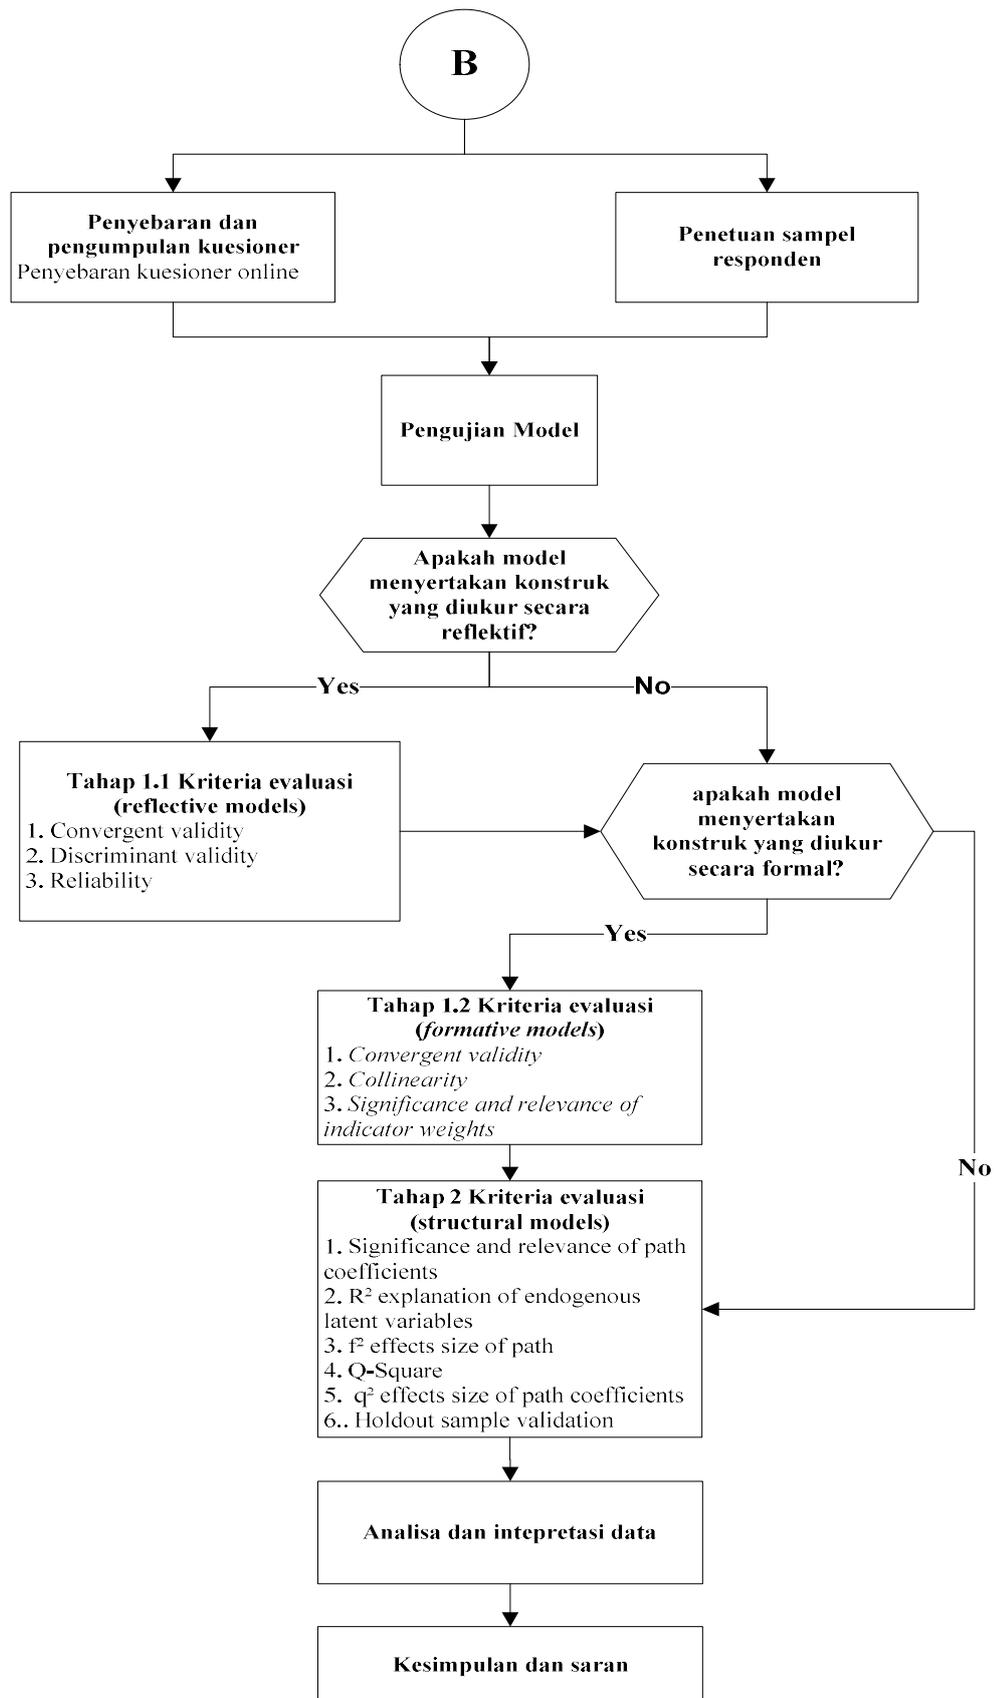 B
Penyebaran dan
pengumpulan kuesioner
Penyebaran kuesioner online
Penetuan sampel
responden
Pengujian Model
Apakah model
menyertakan konstruk
yang diukur secara
reflektif?
Yes
No
Tahap 1.1 Kriteria evaluasi
(reflective models)
1. Convergent validity
2. Discriminant validity
3. Reliability
apakah model
menyertakan
konstruk yang diukur
secara formal?
Yes
Tahap 1.2 Kriteria evaluasi
(formative models)
1. Convergent validity
2. Collinearity
3. Significance and relevance of
indicator weights
No
Tahap 2 Kriteria evaluasi
(structural models)
1. Significance and relevance of path
coefficients
2. R² explanation of endogenous
latent variables
3. f² effects size of path
4. Q-Square
5. q² effects size of path coefficients
6.. Holdout sample validation
Analisa dan intepretasi data
Kesimpulan dan saran